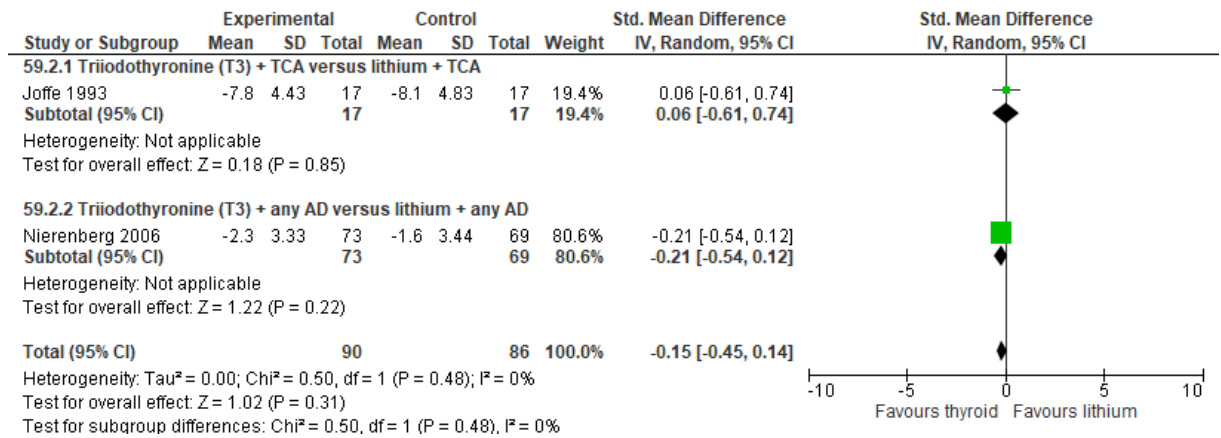 Experimental Control Std. Mean Difference Std. Mean Difference
Study or Subgroup Mean SD Total Mean SD Total Weight IV, Random, 95% CI IV, Random, 95% CI
59.2.1 Triiodothyronine (T3) + TCA versus lithium + TCA
Joffe 1993 -7.8 4.43 17 -8.1 4.83 17 19.4% 0.06 [-0.61, 0.74]
Subtotal (95% CI) 17 17 19.4% 0.06 [-0.61, 0.74]
Heterogeneity: Not applicable
Test for overall effect: Z = 0.18 (P = 0.85)
59.2.2 Triiodothyronine (T3) + any AD versus lithium + any AD
Nierenberg 2006 -2.3 3.33 73 -1.6 3.44 69 80.6% -0.21 [-0.54, 0.12]
Subtotal (95% CI) 73 69 80.6% -0.21 [-0.54, 0.12]
Heterogeneity: Not applicable
Test for overall effect: Z = 1.22 (P = 0.22)
Total (95% CI) 90 86 100.0% -0.15 [-0.45, 0.14]
Heterogeneity: Tau² = 0.00; Chi² = 0.50, df = 1 (P = 0.48); I² = 0%
Test for overall effect: Z = 1.02 (P = 0.31)
Test for subgroup differences: Chi² = 0.50, df = 1 (P = 0.48), I² = 0%
-10 -5 0 5 10
Favours thyroid Favours lithium